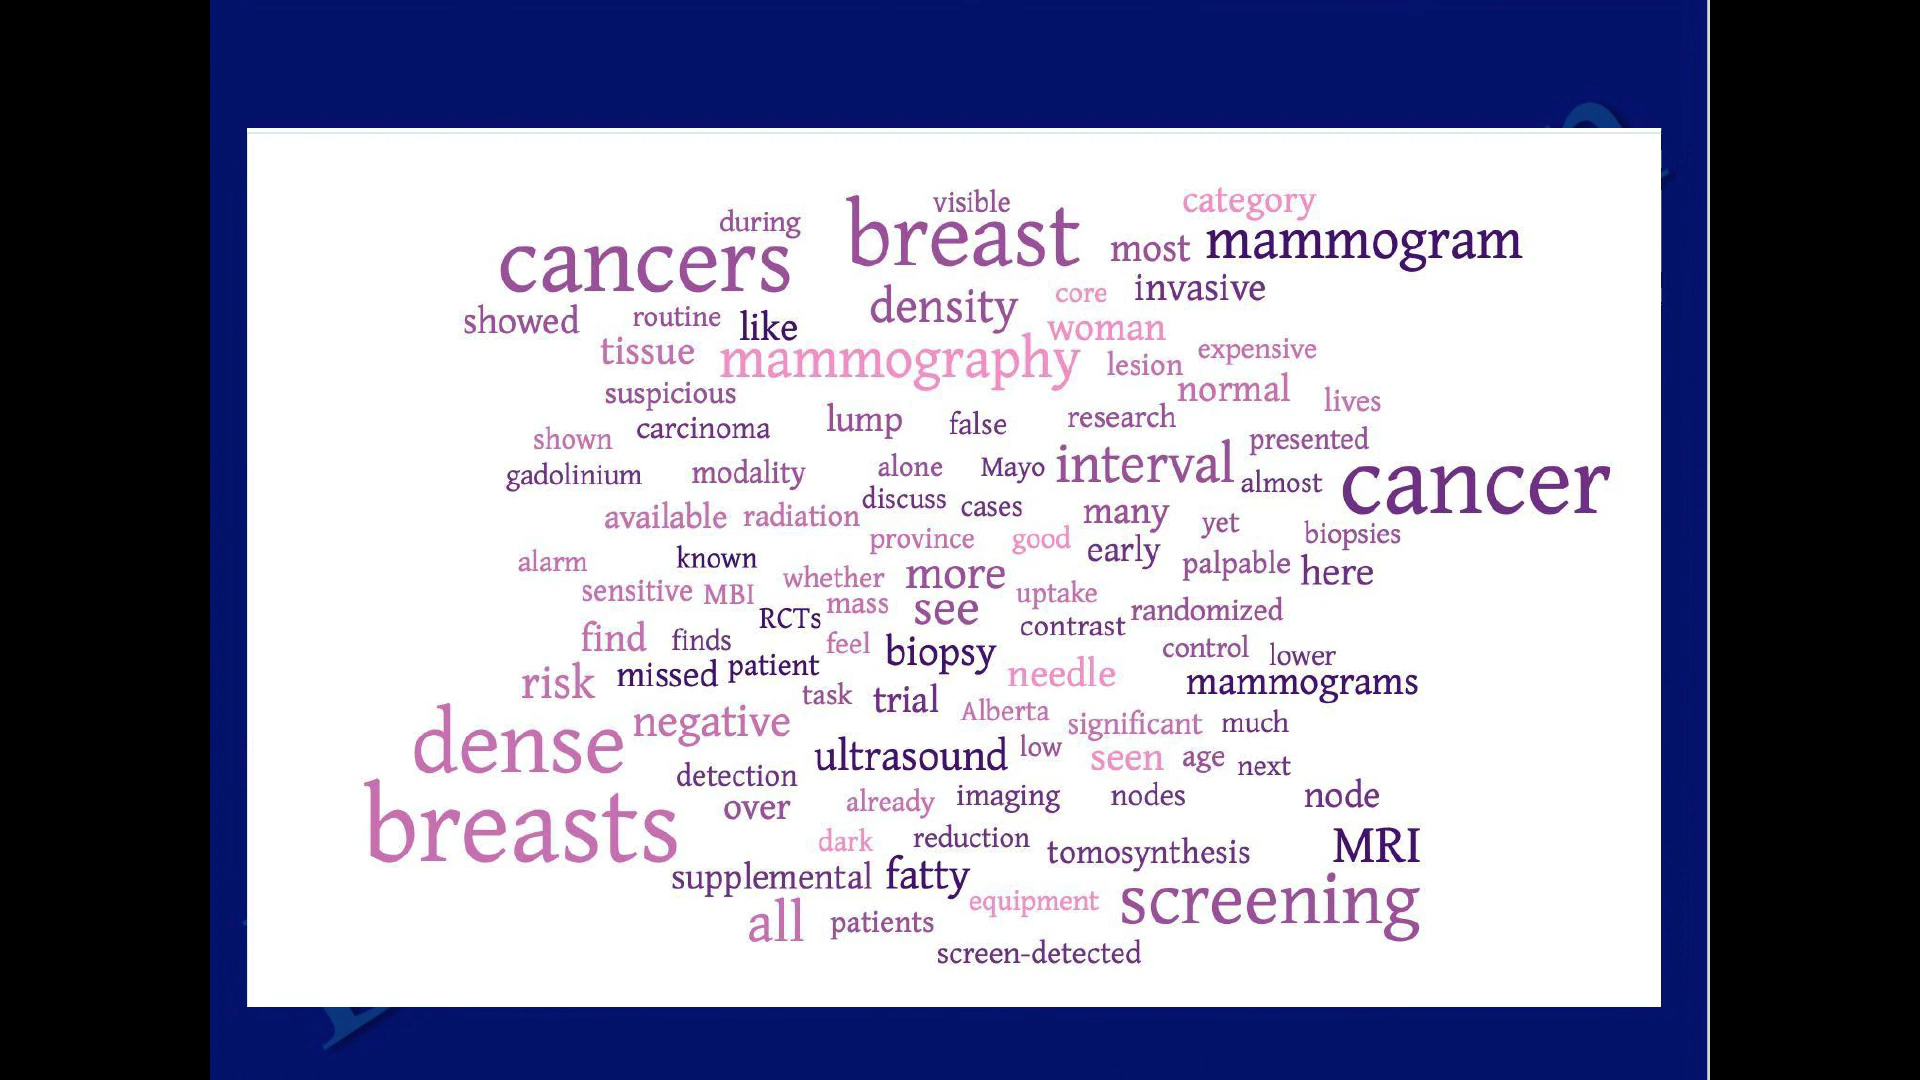 visible category
during breast most mammogram
cancers density core invasive
showed routine like woman
tissue mammography lesion expensive
suspicious normal lives
carcinoma lump false research
shown presented
gadolinium modality alone Mayo interval almost cancer
available radiation discuss cases many yet
province good early biopsies
alarm known palpable here
sensitive MBI whether more uptake
RCTs mass see randomized
find finds feel biopsy contrast control lower
risk missed patient needle mammograms
task trial Alberta
dense negative significant much
ultrasound low seen age next
detection already imaging nodes node
breasts over
dark reduction tomosynthesis MRI
supplemental fatty equipment screening
all patients
screen-detected